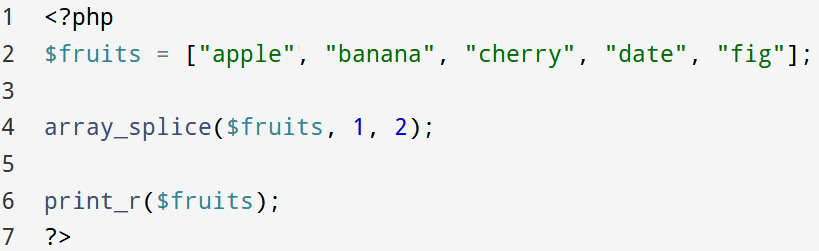 1 <?php
2 $fruits = ["apple", "banana", "cherry", "date", "fig"];
3
4 array_splice($fruits, 1, 2);
5
6 print_r($fruits);
7 ?>